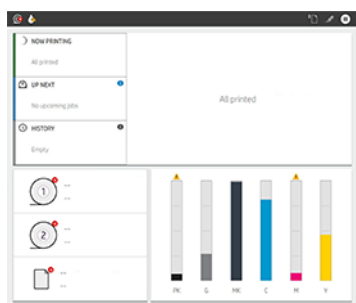 NOW PRINTING
All printed
UP NEXT
No upcoming jobs
HISTORY
Empty
All printed
1
--
--
2
--
--
--
--
PK
G
MK
C
M
Y